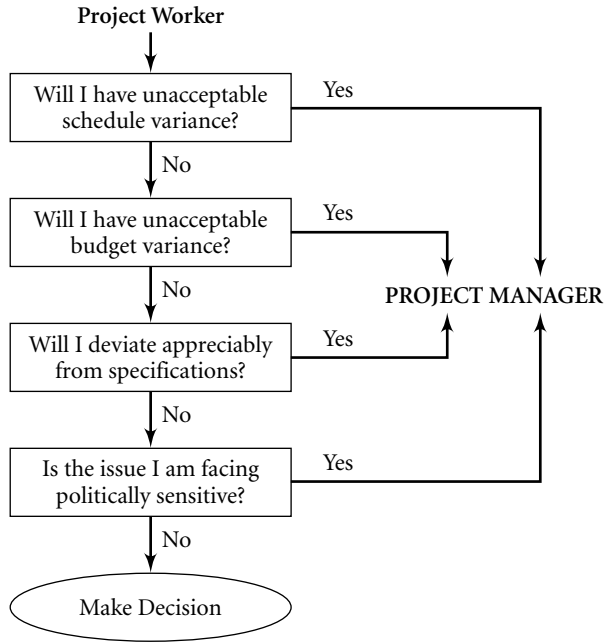 Project Worker
Will I have unacceptable
schedule variance?
Yes
No
Will I have unacceptable
budget variance?
Yes
No
PROJECT MANAGER
Will I deviate appreciably
from specifications?
Yes
No
Is the issue I am facing
politically sensitive?
Yes
No
Make Decision